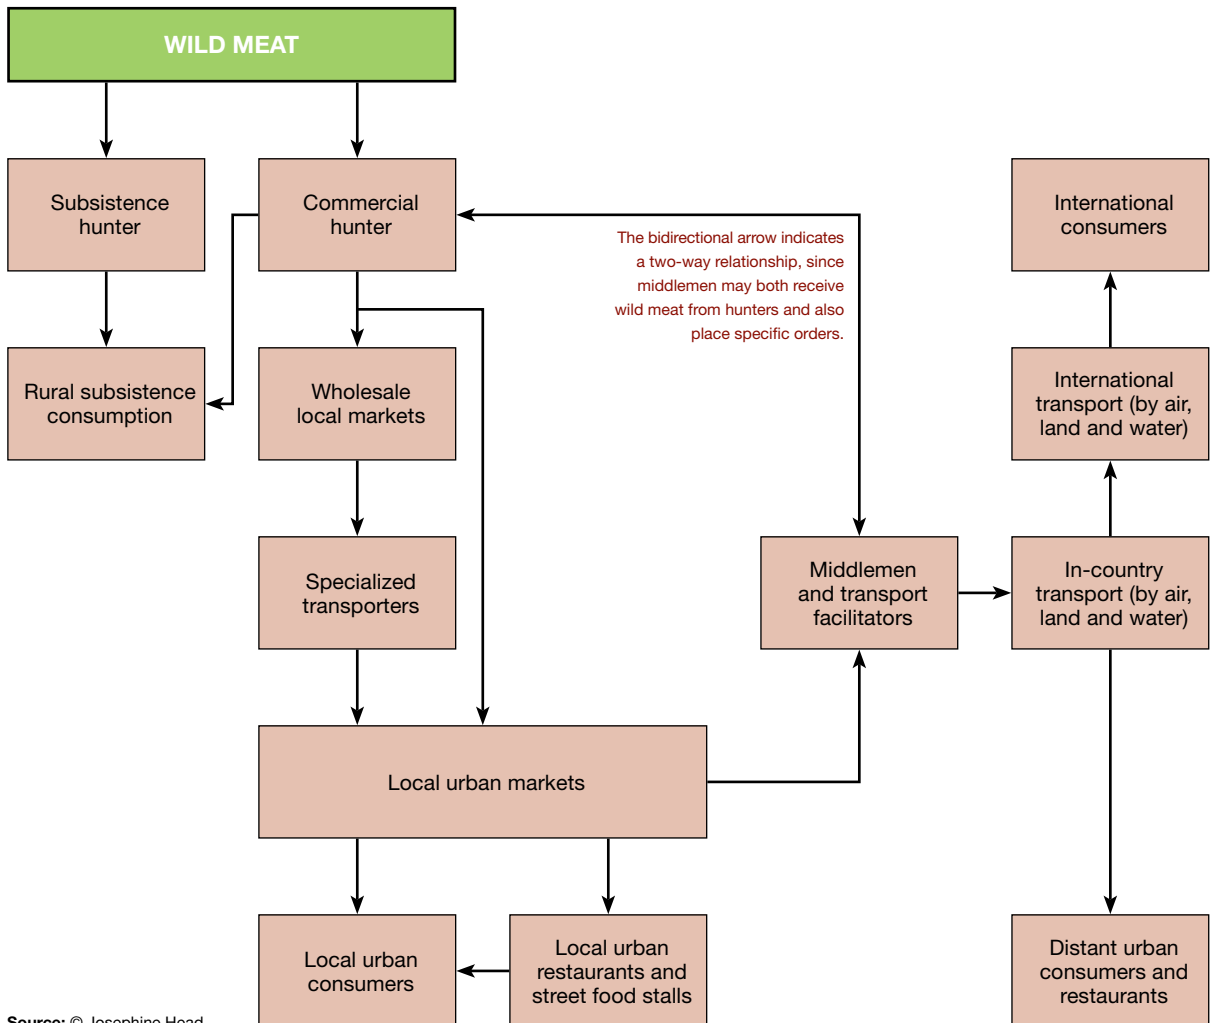 WILD MEAT
Subsistence
hunter
Commercial
hunter
International
consumers
The bidirectional arrow indicates
a two-way relationship, since
middlemen may both receive
wild meat from hunters and also
place specific orders.
Rural subsistence
consumption
Wholesale
local markets
International
transport (by air,
land and water)
Specialized
transporters
Middlemen
and transport
facilitators
In-country
transport (by air,
land and water)
Local urban markets
Local urban
consumers
Local urban
restaurants and
street food stalls
Distant urban
consumers and
restaurants
Source: © Josephine Head